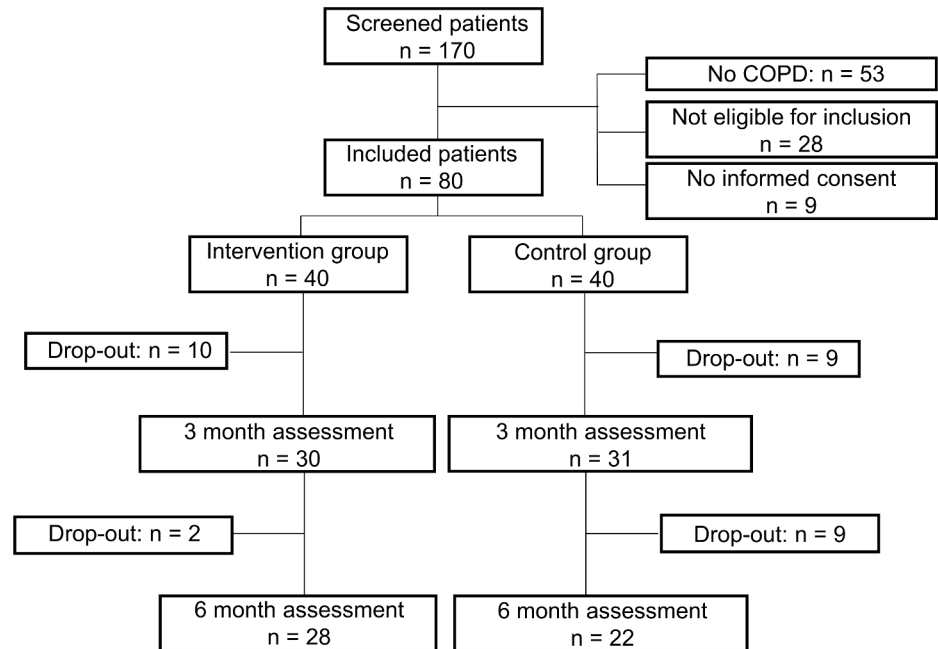 Screened patients
n = 170
No COPD: n = 53
Not eligible for inclusion
n = 28
Included patients
n = 80
No informed consent
n = 9
Intervention group
n = 40
Control group
n = 40
Drop-out: n = 10
Drop-out: n = 9
3 month assessment
n = 30
3 month assessment
n = 31
Drop-out: n = 2
Drop-out: n = 9
6 month assessment
n = 28
6 month assessment
n = 22